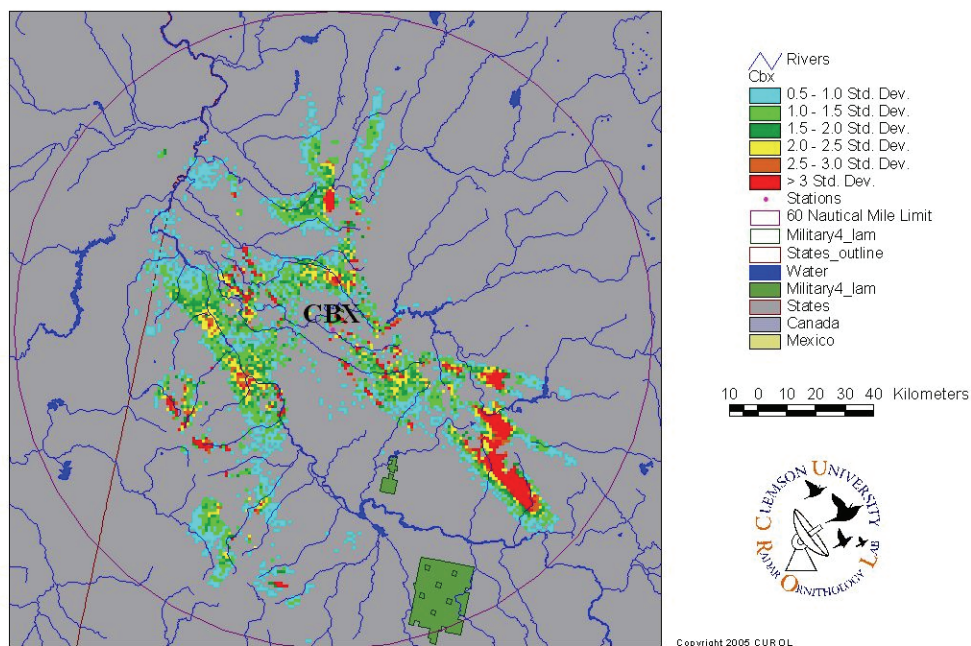 CBX
Rivers
Cbx
0.5 - 1.0 Std. Dev.
1.0 - 1.5 Std. Dev.
1.5 - 2.0 Std. Dev.
2.0 - 2.5 Std. Dev.
2.5 - 3.0 Std. Dev.
> 3 Std. Dev.
Stations
60 Nautical Mile Limit
Military4_lam
States_outline
Water
Military4_lam
States
Canada
Mexico
10 0 10 20 30 40 Kilometers
CLEMSON UNIVERSITY
RADAR ORNITHOLOGY LAB
Copyright 2005 CUROL